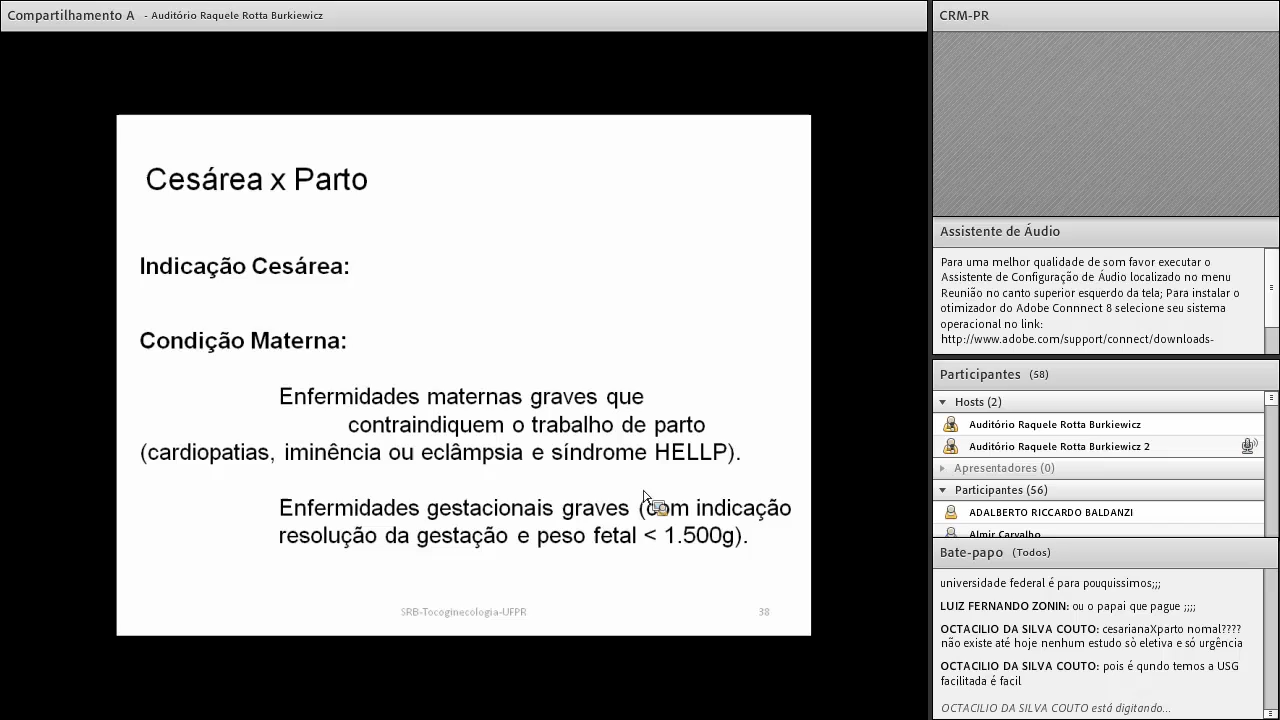 Compartilhamento A - Auditório Raquele Rotta Burkiewicz
Cesárea x Parto
Indicação Cesárea:
Condição Materna:
Enfermidades maternas graves que
contraindiquem o trabalho de parto
(cardiopatias, iminência ou eclâmpsia e síndrome HELLP).
Enfermidades gestacionais graves (com indicação
resolução da gestação e peso fetal < 1.500g).
SRB-Tocoginecologia-UFPR
38
CRM-PR
Assistente de Áudio
Para uma melhor qualidade de som favor executar o
Assistente de Configuração de Áudio localizado no menu
Reunião no canto superior esquerdo da tela; Para instalar o
otimizador do Adobe Connnect 8 selecione seu sistema
operacional no link:
http://www.adobe.com/support/connect/downloads-
Participantes (58)
Hosts (2)
Auditório Raquele Rotta Burkiewicz
Auditório Raquele Rotta Burkiewicz 2
Apresentadores (0)
Participantes (56)
ADALBERTO RICCARDO BALDANZI
Almir Carvalho
Bate-papo (Todos)
universidade federal é para pouquissimos;;;
LUIZ FERNANDO ZONIN: ou o papai que pague ;;;;
OCTACILIO DA SILVA COUTO: cesarianaXparto nomal????
não existe até hoje nenhum estudo sò eletiva e só urgência
OCTACILIO DA SILVA COUTO: pois é qundo temos a USG
facilitada é facil
OCTACILIO DA SILVA COUTO está digitando...